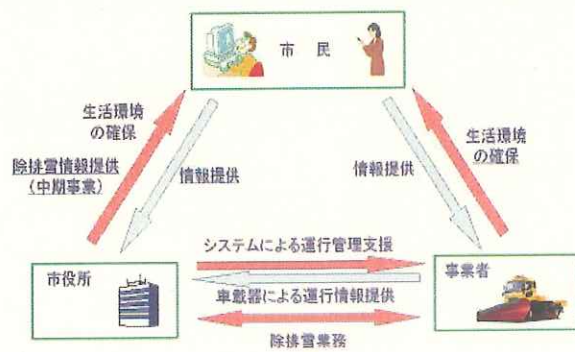 市 民
生活環境
の確保
除排雪情報提供
(中期事業)
情報提供
情報提供
生活環境
の確保
市役所
システムによる運行管理支援
車載器による運行情報提供
除排雪業務
事業者